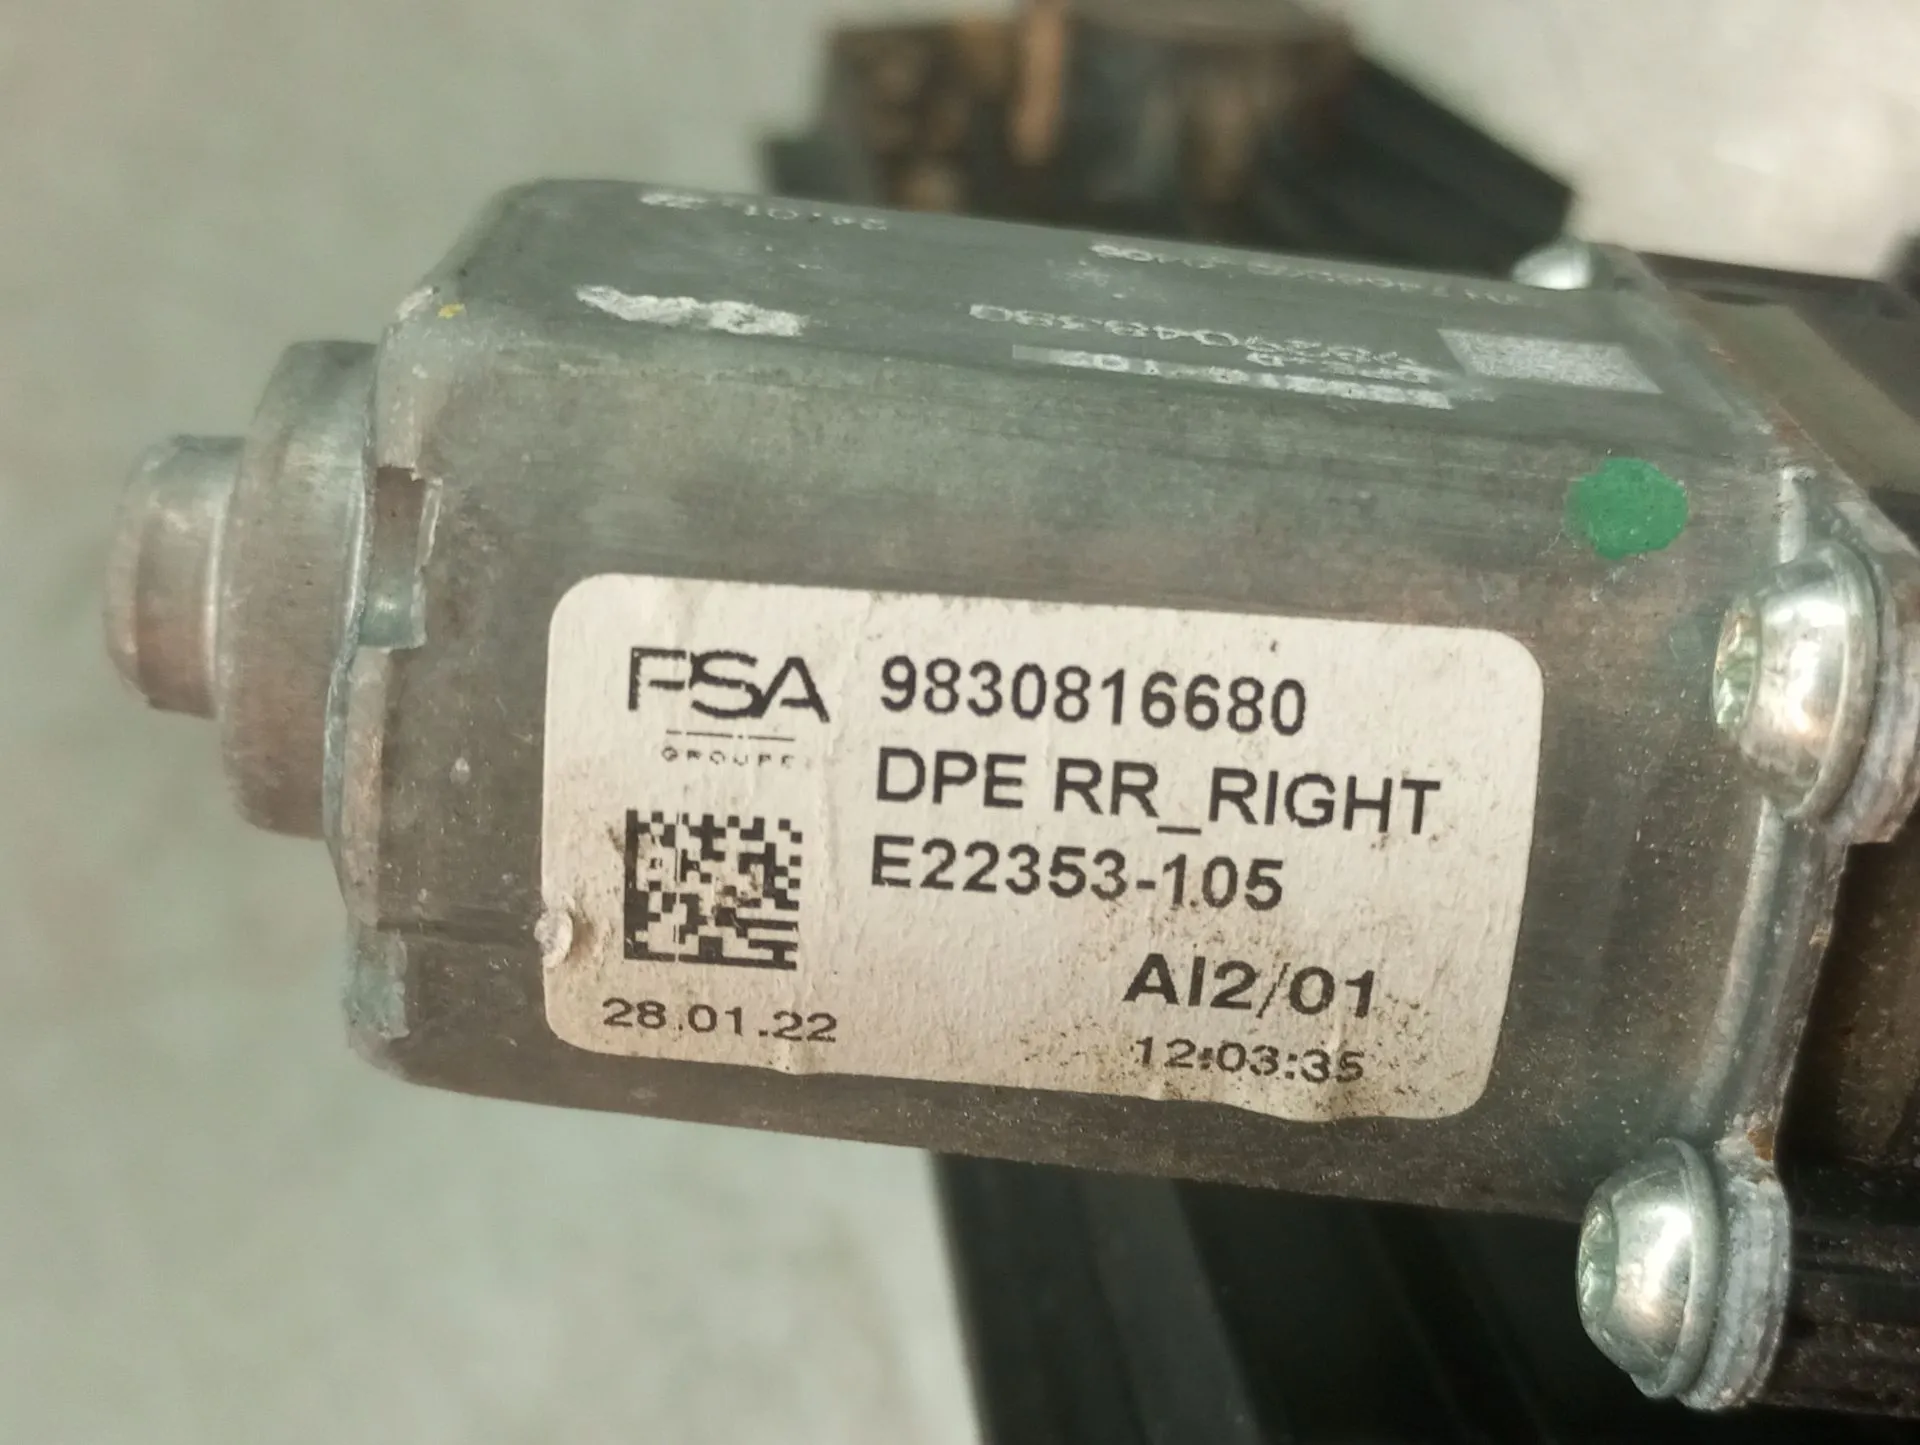 PSA
GROUPE
9830816680
DPE RR_RIGHT
E22353-105
AI2/01
28.01.22
12:03:35